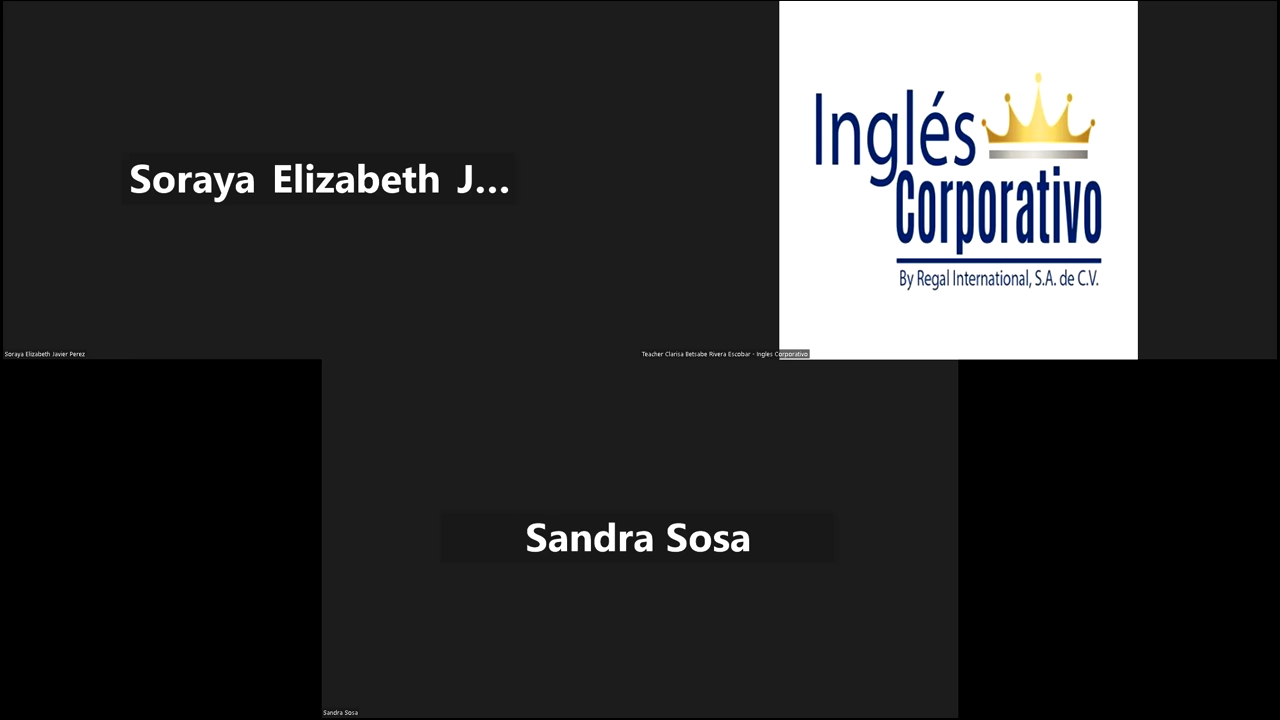 Soraya Elizabeth J...
Soraya Elizabeth Javier Perez
Inglés
Corporativo
By Regal International, S.A. de C.V.
Teacher Clarisa Betsabe Rivera Escobar - Ingles Corporativo
Sandra Sosa
Sandra Sosa